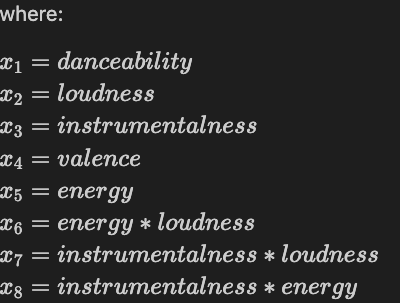 where:
x₁ = danceability
x₂ = loudness
x₃ = instrumentalness
x₄ = valence
x₅ = energy
x₆ = energy ∗ loudness
x₇ = instrumentalness ∗ loudness
x₈ = instrumentalness ∗ energy